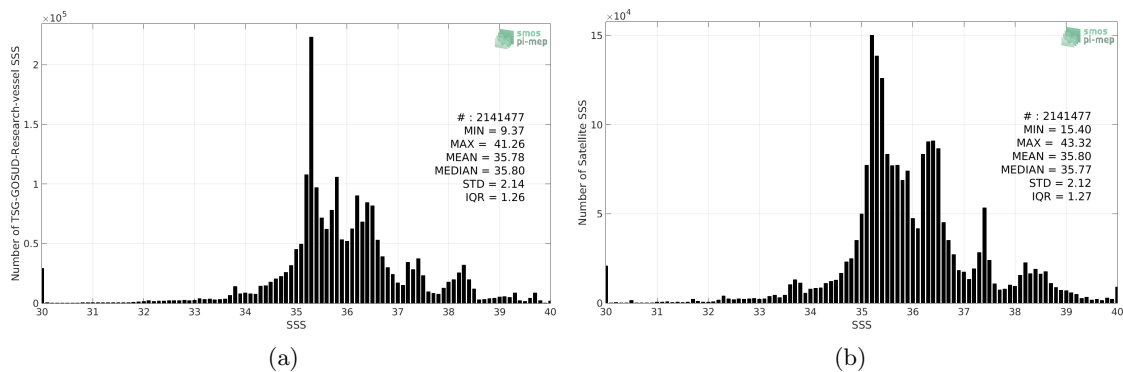 ×10⁵
Number of TSG-GOSUD-Research-vessel SSS
2
1.5
1
0.5
0
30 31 32 33 34 35 36 37 38 39 40
SSS
smos
pi-mep
# : 2141477
MIN = 9.37
MAX = 41.26
MEAN = 35.78
MEDIAN = 35.80
STD = 2.14
IQR = 1.26
(a)
×10⁴
Number of Satellite SSS
15
10
5
0
30 31 32 33 34 35 36 37 38 39 40
SSS
smos
pi-mep
# : 2141477
MIN = 15.40
MAX = 43.32
MEAN = 35.80
MEDIAN = 35.77
STD = 2.12
IQR = 1.27
(b)